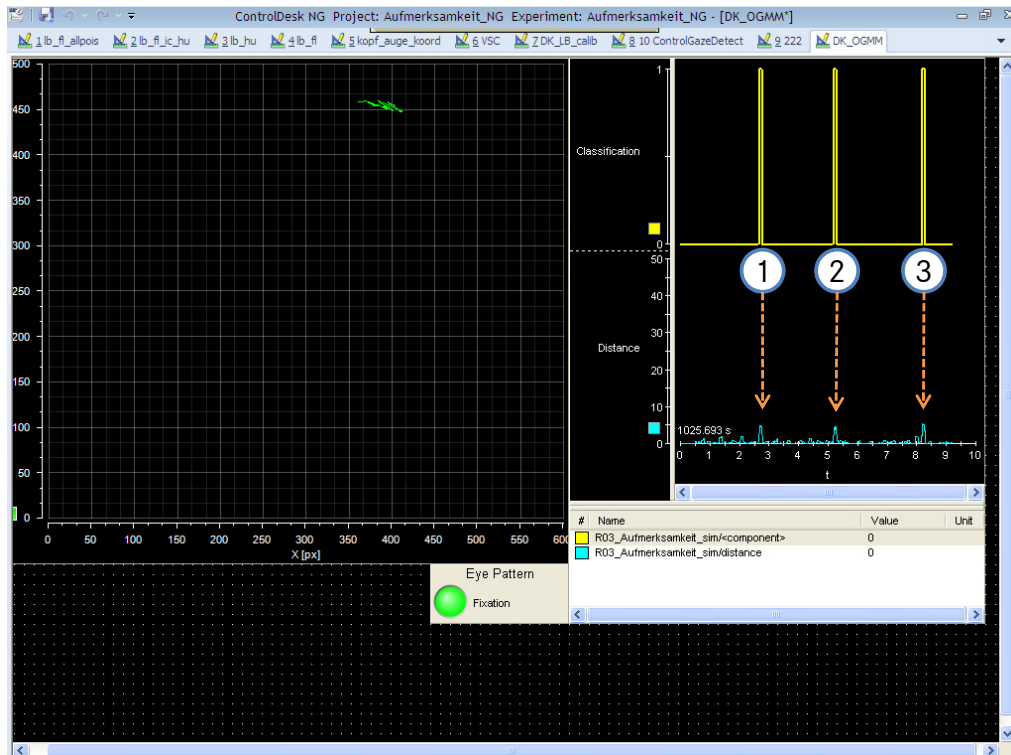 ControlDesk NG Project: Aufmerksamkeit_NG Experiment: Aufmerksamkeit_NG - [DK_OGMM*]
1 lb_fl_allpois 2 lb_fl_ic_hu 3 lb_hu 4 lb_fl 5 kopf_auge_koord 6 VSC 7 DK_LB_calib 8 10 ControlGazeDetect 9 222 DK_OGMM
500
450
400
350
300
250
200
150
100
50
0
0 50 100 150 200 250 300 350 400 450 500 550 600
X [px]
Classification
1
0
1 2 3
Distance
50
40
30
20
10
0
1025.693 s
0 1 2 3 4 5 6 7 8 9 10
t
# Name Value Unit
R03_Aufmerksamkeit_sim/<component> 0
R03_Aufmerksamkeit_sim/distance 0
Eye Pattern
Fixation